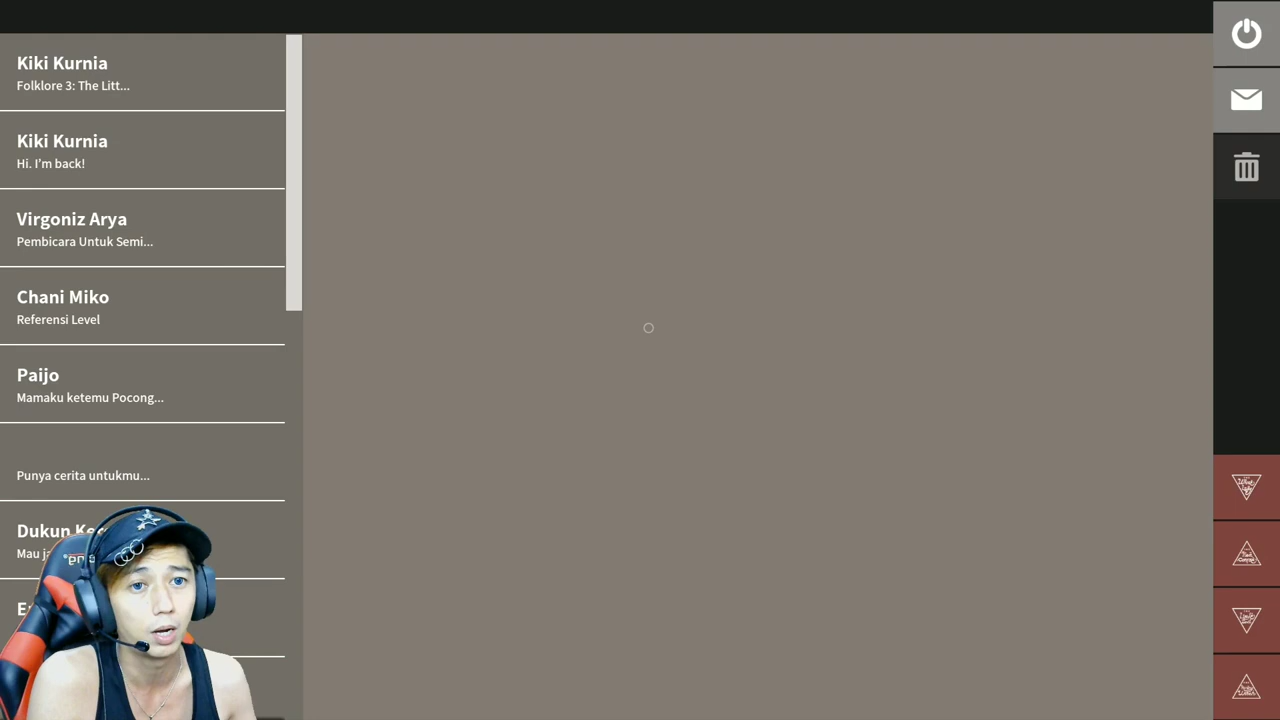 Kiki Kurnia
Folklore 3: The Litt...
Kiki Kurnia
Hi. I'm back!
Virgoniz Arya
Pembicara Untuk Semi...
Chani Miko
Referensi Level
Paijo
Mamaku ketemu Pocong...
Punya cerita untukmu...
Dukun
Mau